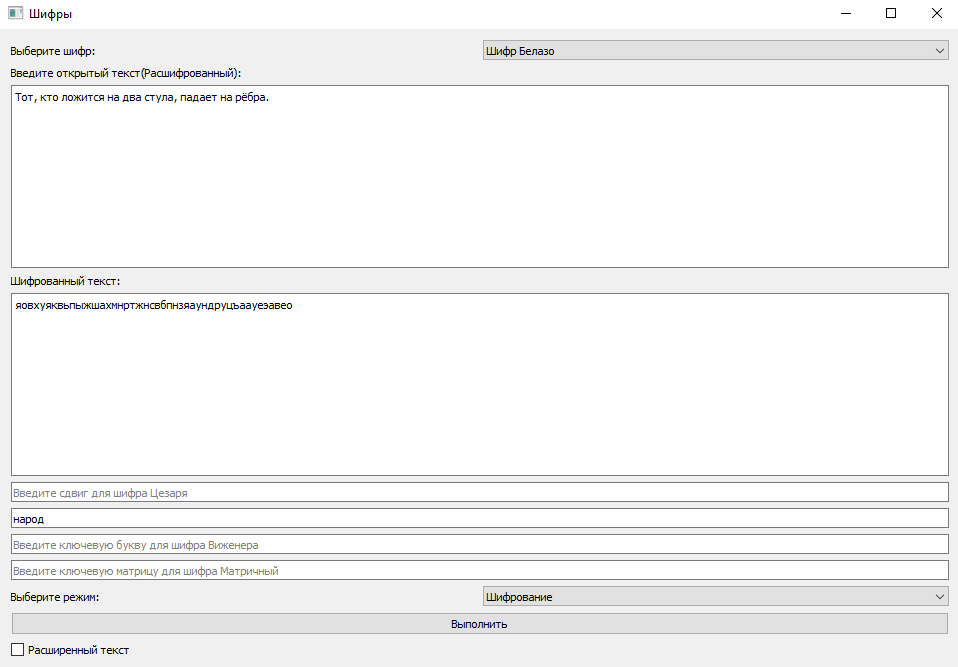 Шифры
Выберите шифр:
Шифр Белазо
Введите открытый текст(Расшифрованный):
Тот, кто ложится на два стула, падает на рёбра.
Шифрованный текст:
яовхуяквьпыжшахмнртжнсвбпнзяаундруцъаауеэавео
Введите сдвиг для шифра Цезаря
народ
Введите ключевую букву для шифра Виженера
Введите ключевую матрицу для шифра Матричный
Выберите режим:
Шифрование
Выполнить
Расширенный текст